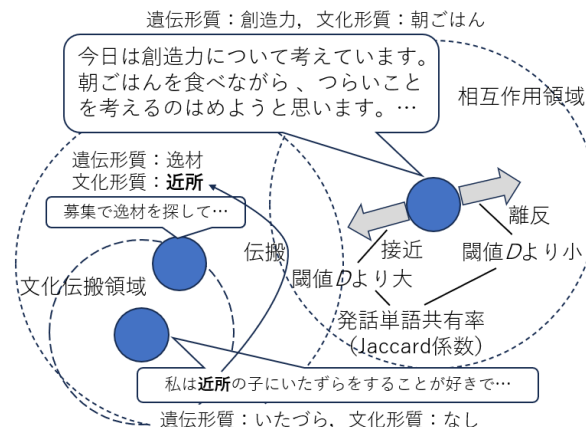 遺伝形質：創造力，文化形質：朝ごはん
今日は創造力について考えています。
朝ごはんを食べながら 、つらいこと
を考えるのはめようと思います。…
相互作用領域
遺伝形質：逸材
文化形質：近所
募集で逸材を探して…
離反
接近
伝搬
閾値Dより小
閾値Dより大
文化伝搬領域
発話単語共有率
（Jaccard係数）
私は近所の子にいたずらをすることが好きで…
遺伝形質：いたづら，文化形質：なし